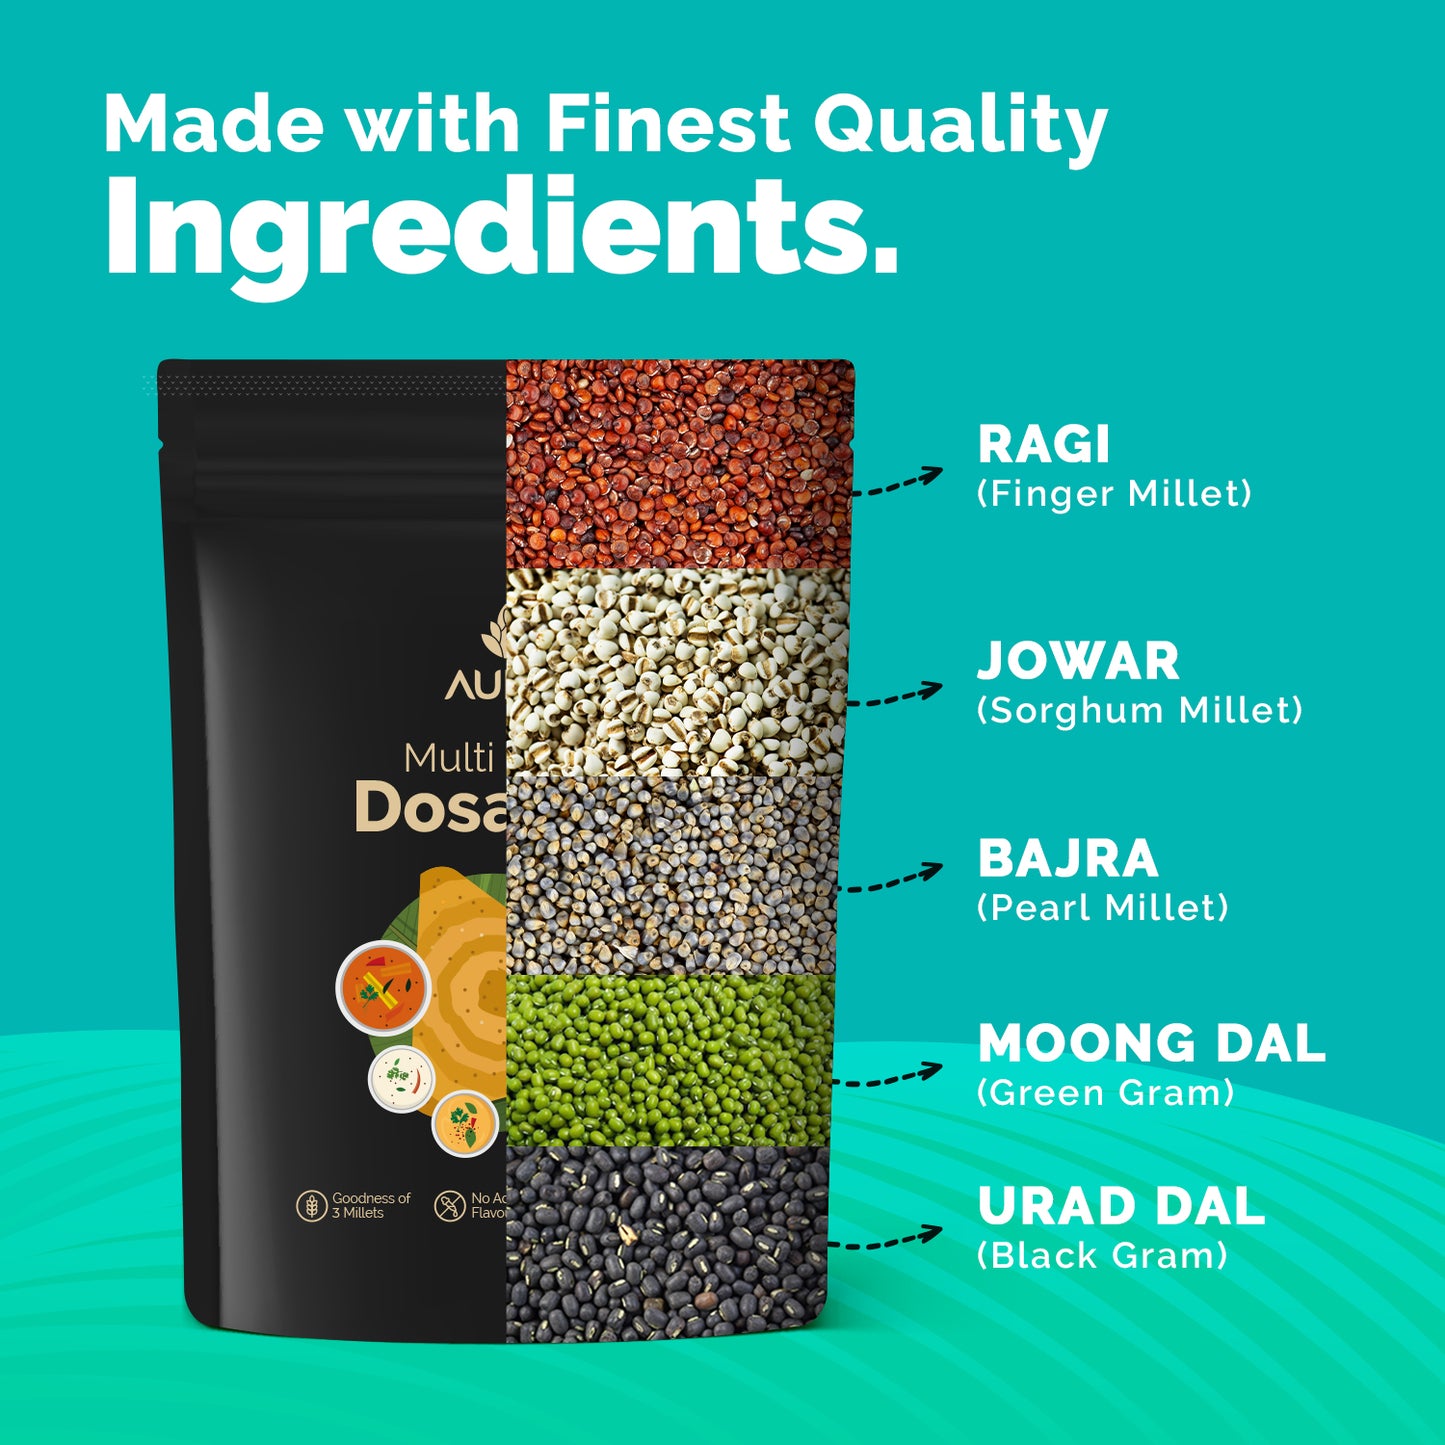 Made with Finest Quality
Ingredients.
RAGI
(Finger Millet)
JOWAR
(Sorghum Millet)
BAJRA
(Pearl Millet)
MOONG DAL
(Green Gram)
URAD DAL
(Black Gram)
AU
Multi
Dosa
Goodness of
3 Millets
No